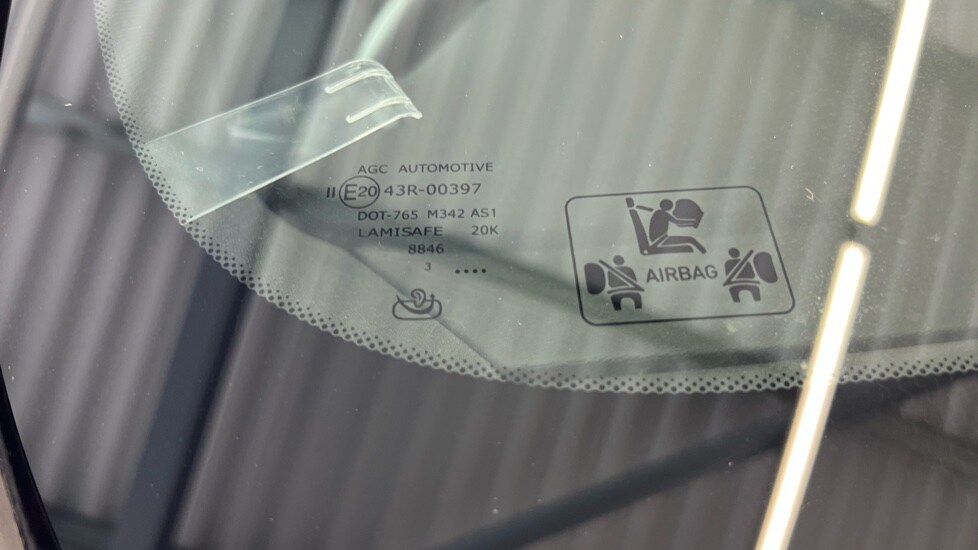 AGC AUTOMOTIVE
II E20 43R-00397
DOT-765 M342 AS1
LAMISAFE 20K
8846
3 ....
AIRBAG